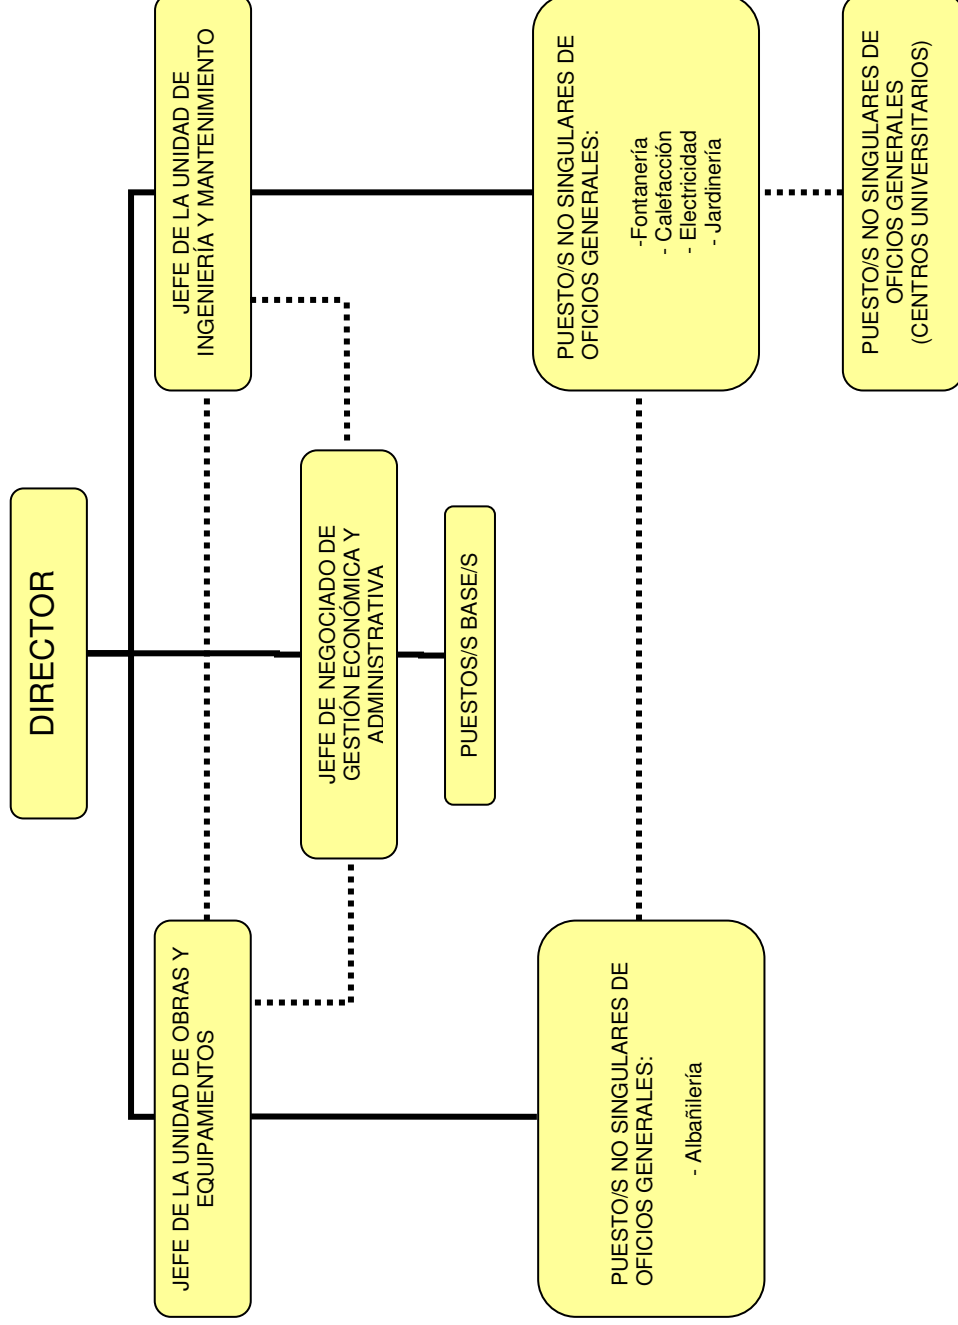 DIRECTOR
JEFE DE LA UNIDAD DE OBRAS Y
EQUIPAMIENTOS
JEFE DE LA UNIDAD DE
INGENIERÍA Y MANTENIMIENTO
JEFE DE NEGOCIADO DE
GESTIÓN ECONÓMICA Y
ADMINISTRATIVA
PUESTOS/S BASE/S
PUESTO/S NO SINGULARES DE
OFICIOS GENERALES:
- Albañilería
PUESTO/S NO SINGULARES DE
OFICIOS GENERALES:
-Fontanería
- Calefacción
- Electricidad
- Jardinería
PUESTO/S NO SINGULARES DE
OFICIOS GENERALES
(CENTROS UNIVERSITARIOS)